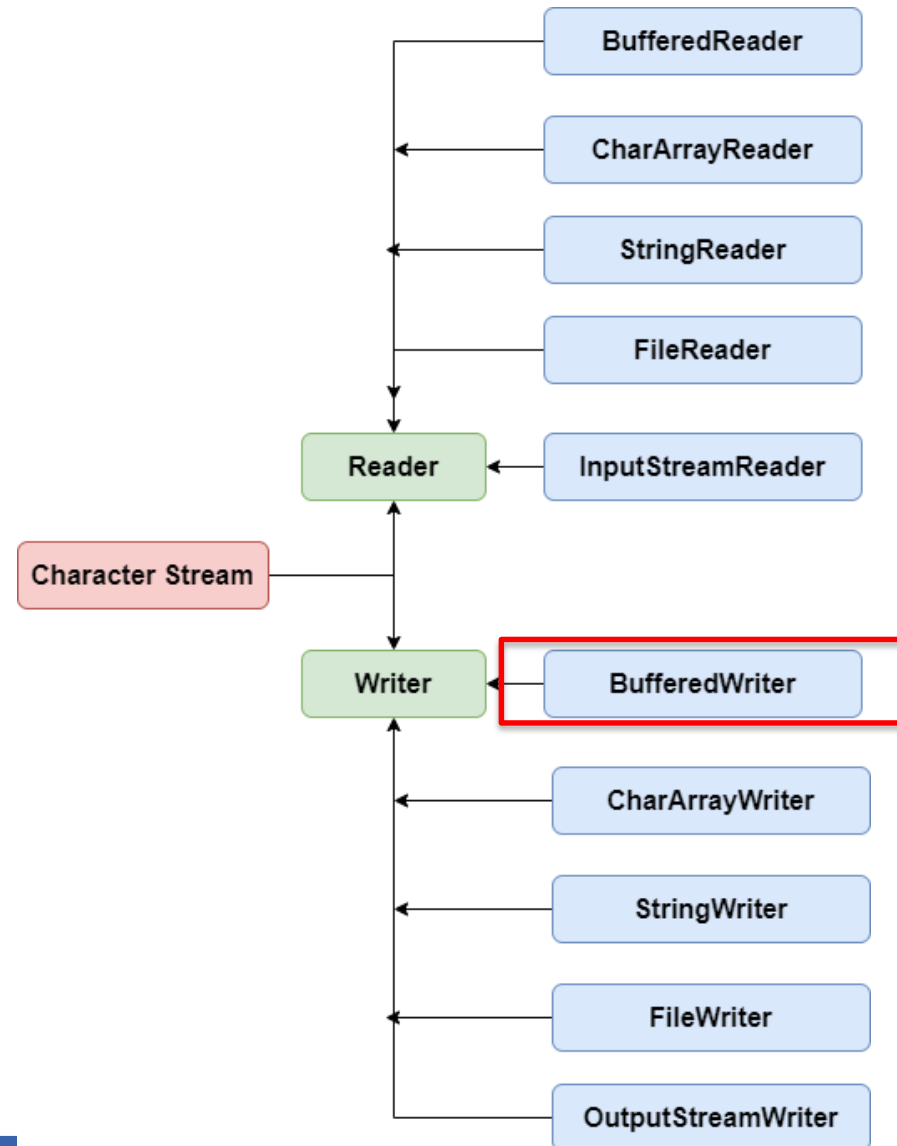 BufferedReader
CharArrayReader
StringReader
FileReader
Reader
InputStreamReader
Character Stream
Writer
BufferedWriter
CharArrayWriter
StringWriter
FileWriter
OutputStreamWriter